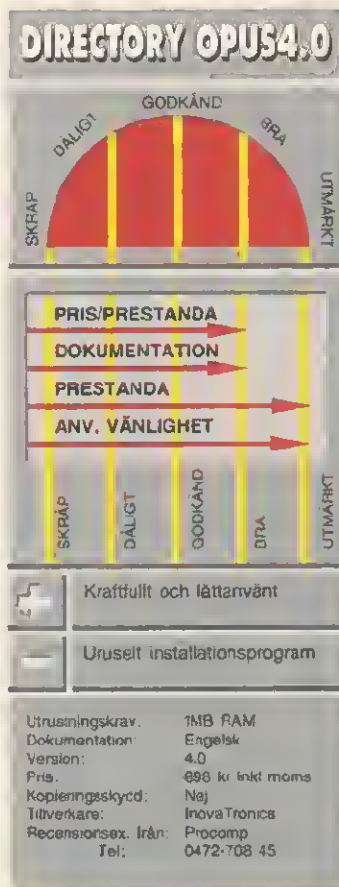 DIRECTORY OPUS4.0
SKRÄP
DÅLIGT
GODKÄND
BRA
UTMÄRKT
PRIS/PRESTANDA
DOKUMENTATION
PRESTANDA
ANV. VÄNLIGHET
SKRÄP
DÅLIGT
GODKÄND
BRA
UTMÄRKT
Kraftfullt och lättanvänt
Uruselt installationsprogram
Utrustningskrav: 1MB RAM
Dokumentation: Engelsk
Version: 4.0
Pris: 698 kr inkl moms
Kopieringsskydd: Nej
Tillverkare: InovaTronics
Recensionsex. från: Procomp
Tel: 0472-708 45